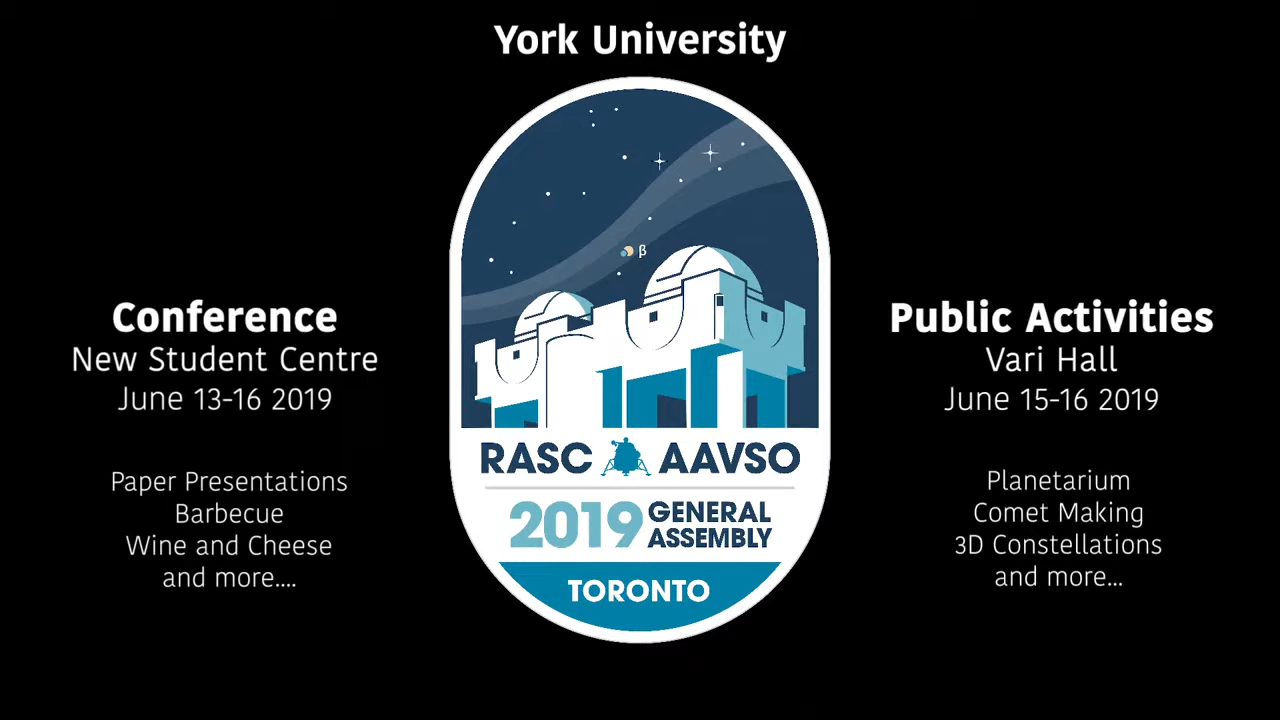 York University
β
Conference
New Student Centre
June 13-16 2019
Paper Presentations
Barbecue
Wine and Cheese
and more....
RASC AAVSO
2019 GENERAL
ASSEMBLY
TORONTO
Public Activities
Vari Hall
June 15-16 2019
Planetarium
Comet Making
3D Constellations
and more...